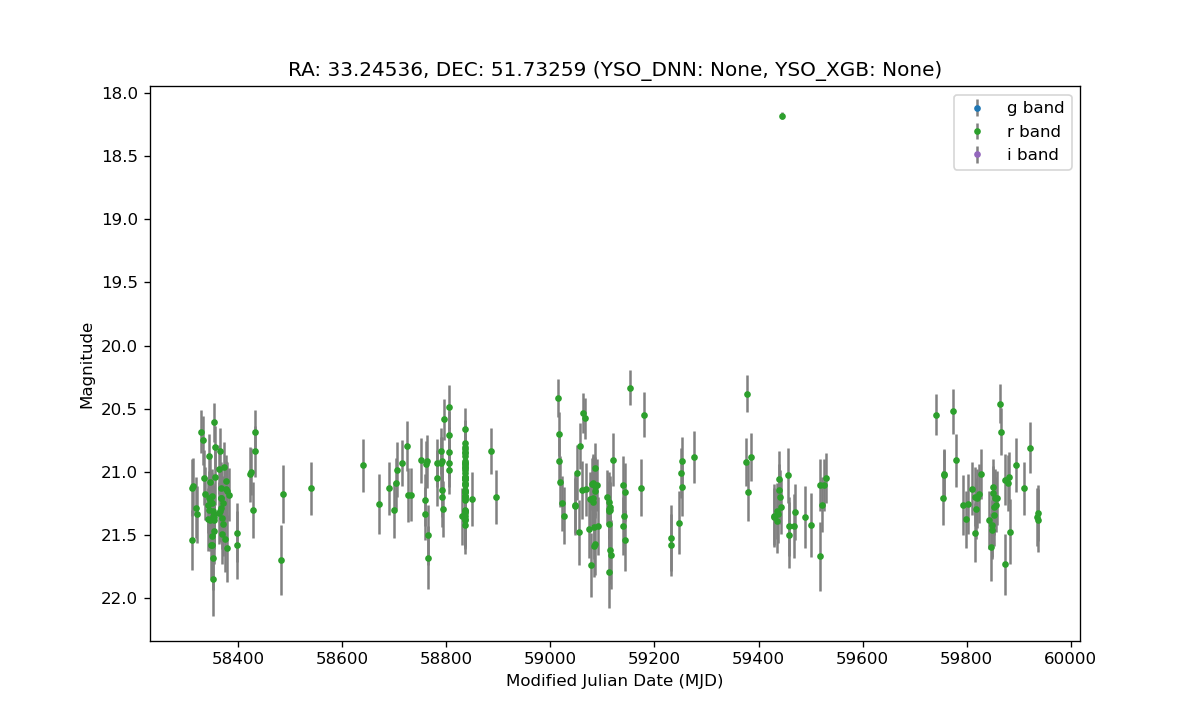 RA: 33.24536, DEC: 51.73259 (YSO_DNN: None, YSO_XGB: None)
g band
r band
i band
18.0
18.5
19.0
19.5
20.0
20.5
21.0
21.5
22.0
Magnitude
58400 58600 58800 59000 59200 59400 59600 59800 60000
Modified Julian Date (MJD)